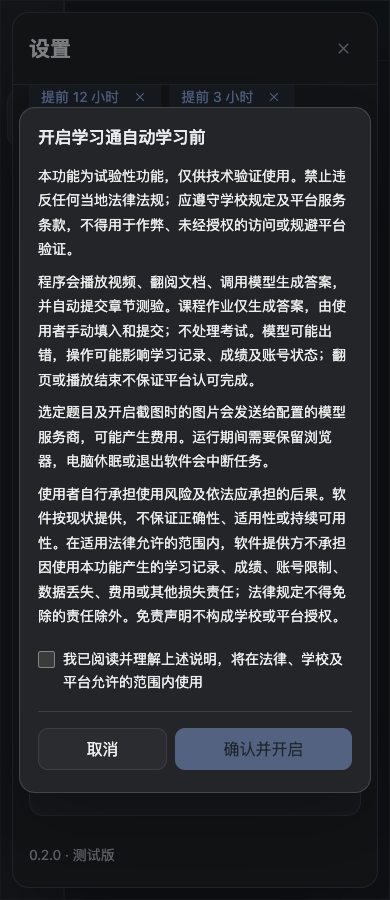 设置
提前 12 小时 ×
提前 3 小时 ×
开启学习通自动学习前
本功能为试验性功能，仅供技术验证使用。禁止违
反任何当地法律法规；应遵守学校规定及平台服务
条款，不得用于作弊、未经授权的访问或规避平台
验证。
程序会播放视频、翻阅文档、调用模型生成答案，
并自动提交章节测验。课程作业仅生成答案，由使
用者手动填入和提交；不处理考试。模型可能出
错，操作可能影响学习记录、成绩及账号状态；翻
页或播放结束不保证平台认可完成。
选定题目及开启截图时的图片会发送给配置的模型
服务商，可能产生费用。运行期间需要保留浏览
器，电脑休眠或退出软件会中断任务。
使用者自行承担使用风险及依法应承担的后果。软
件按现状提供，不保证正确性、适用性或持续可用
性。在适用法律允许的范围内，软件提供方不承担
因使用本功能产生的学习记录、成绩、账号限制、
数据丢失、费用或其他损失责任；法律规定不得免
除的责任除外。免责声明不构成学校或平台授权。
我已阅读并理解上述说明，将在法律、学校及
平台允许的范围内使用
取消
确认并开启
0.2.0 · 测试版